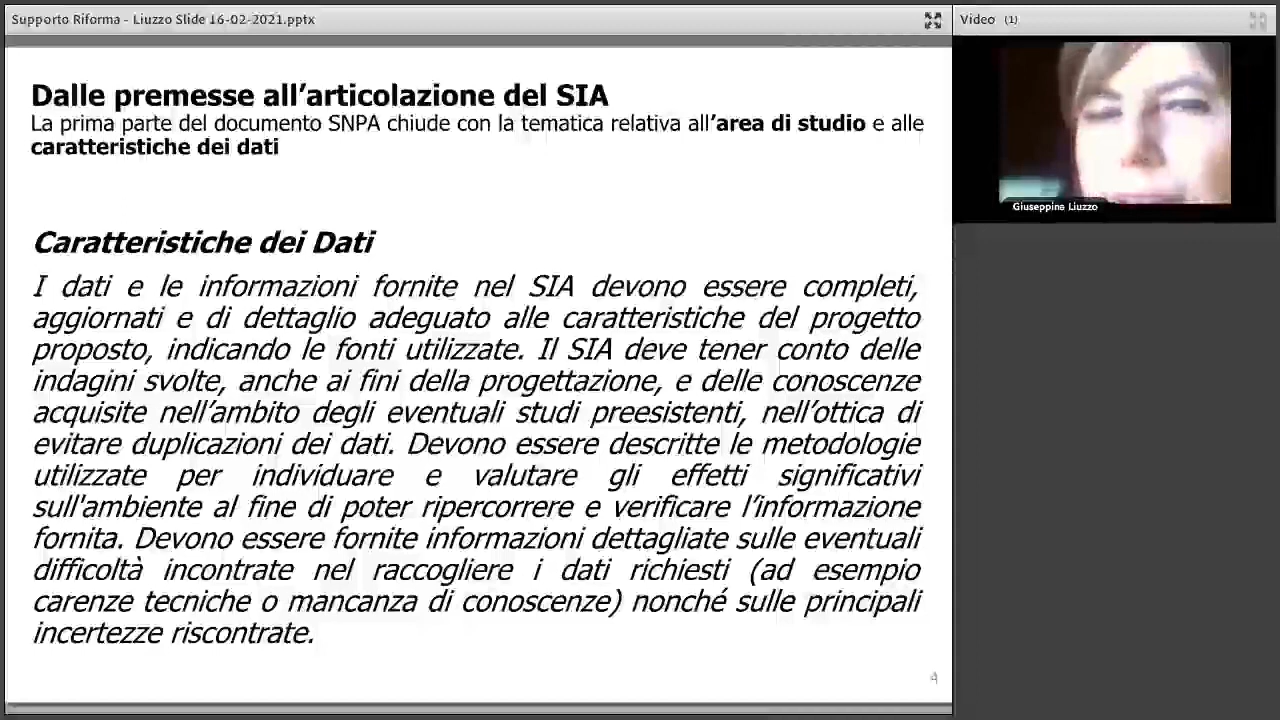 Supporto Riforma - Liuzzo Slide 16-02-2021.pptx
Video (1)
Giuseppina Liuzzo
Dalle premesse all’articolazione del SIA
La prima parte del documento SNPA chiude con la tematica relativa all’area di studio e alle
caratteristiche dei dati
Caratteristiche dei Dati
I dati e le informazioni fornite nel SIA devono essere completi,
aggiornati e di dettaglio adeguato alle caratteristiche del progetto
proposto, indicando le fonti utilizzate. Il SIA deve tener conto delle
indagini svolte, anche ai fini della progettazione, e delle conoscenze
acquisite nell’ambito degli eventuali studi preesistenti, nell’ottica di
evitare duplicazioni dei dati. Devono essere descritte le metodologie
utilizzate per individuare e valutare gli effetti significativi
sull'ambiente al fine di poter ripercorrere e verificare l’informazione
fornita. Devono essere fornite informazioni dettagliate sulle eventuali
difficoltà incontrate nel raccogliere i dati richiesti (ad esempio
carenze tecniche o mancanza di conoscenze) nonché sulle principali
incertezze riscontrate.
4